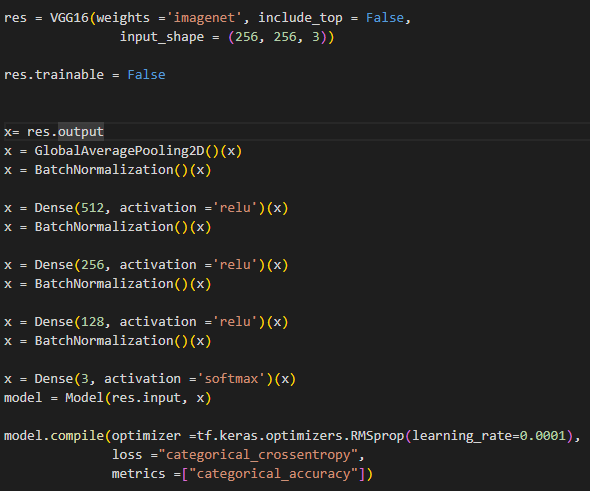 res = VGG16(weights ='imagenet', include_top = False,
input_shape = (256, 256, 3))
res.trainable = False
x= res.output
x = GlobalAveragePooling2D()(x)
x = BatchNormalization()(x)
x = Dense(512, activation ='relu')(x)
x = BatchNormalization()(x)
x = Dense(256, activation ='relu')(x)
x = BatchNormalization()(x)
x = Dense(128, activation ='relu')(x)
x = BatchNormalization()(x)
x = Dense(3, activation ='softmax')(x)
model = Model(res.input, x)
model.compile(optimizer =tf.keras.optimizers.RMSprop(learning_rate=0.0001),
loss ="categorical_crossentropy",
metrics =["categorical_accuracy"])